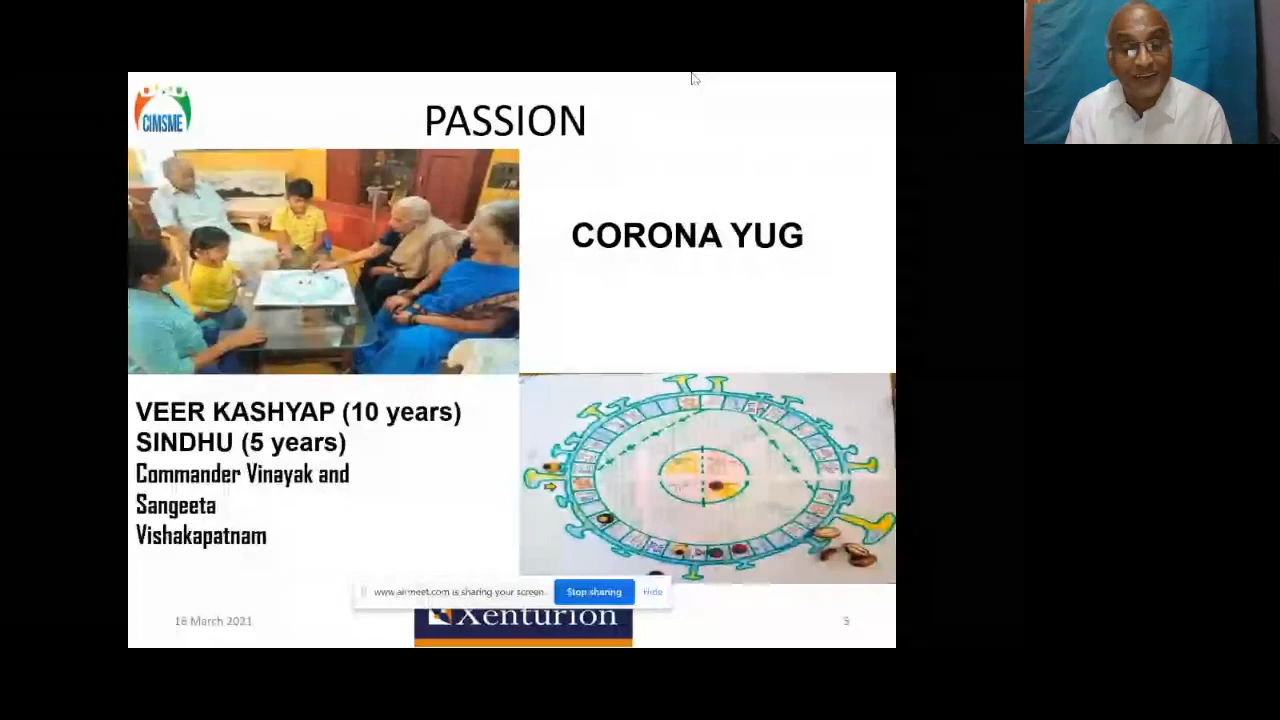 CIMSME
PASSION
CORONA YUG
VEER KASHYAP (10 years)
SINDHU (5 years)
Commander Vinayak and
Sangeeta
Vishakapatnam
www.airmeet.com is sharing your screen.
Stop sharing
Hide
18 March 2021
Xenturion
5